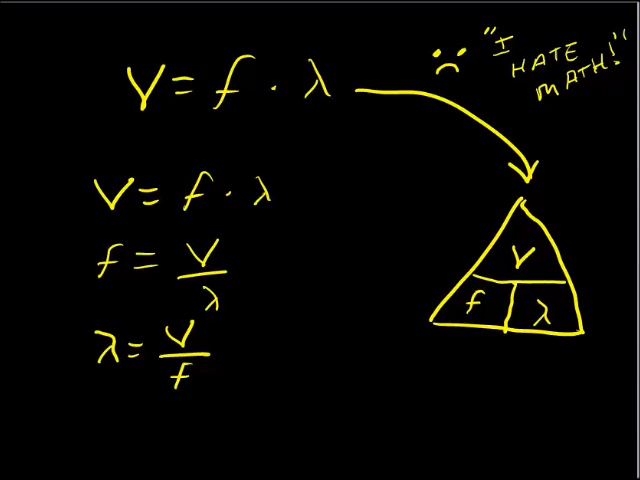 V = f · λ
"I
HATE
MATH!"
V = f · λ
f = V / λ
λ = V / f
V
f λ